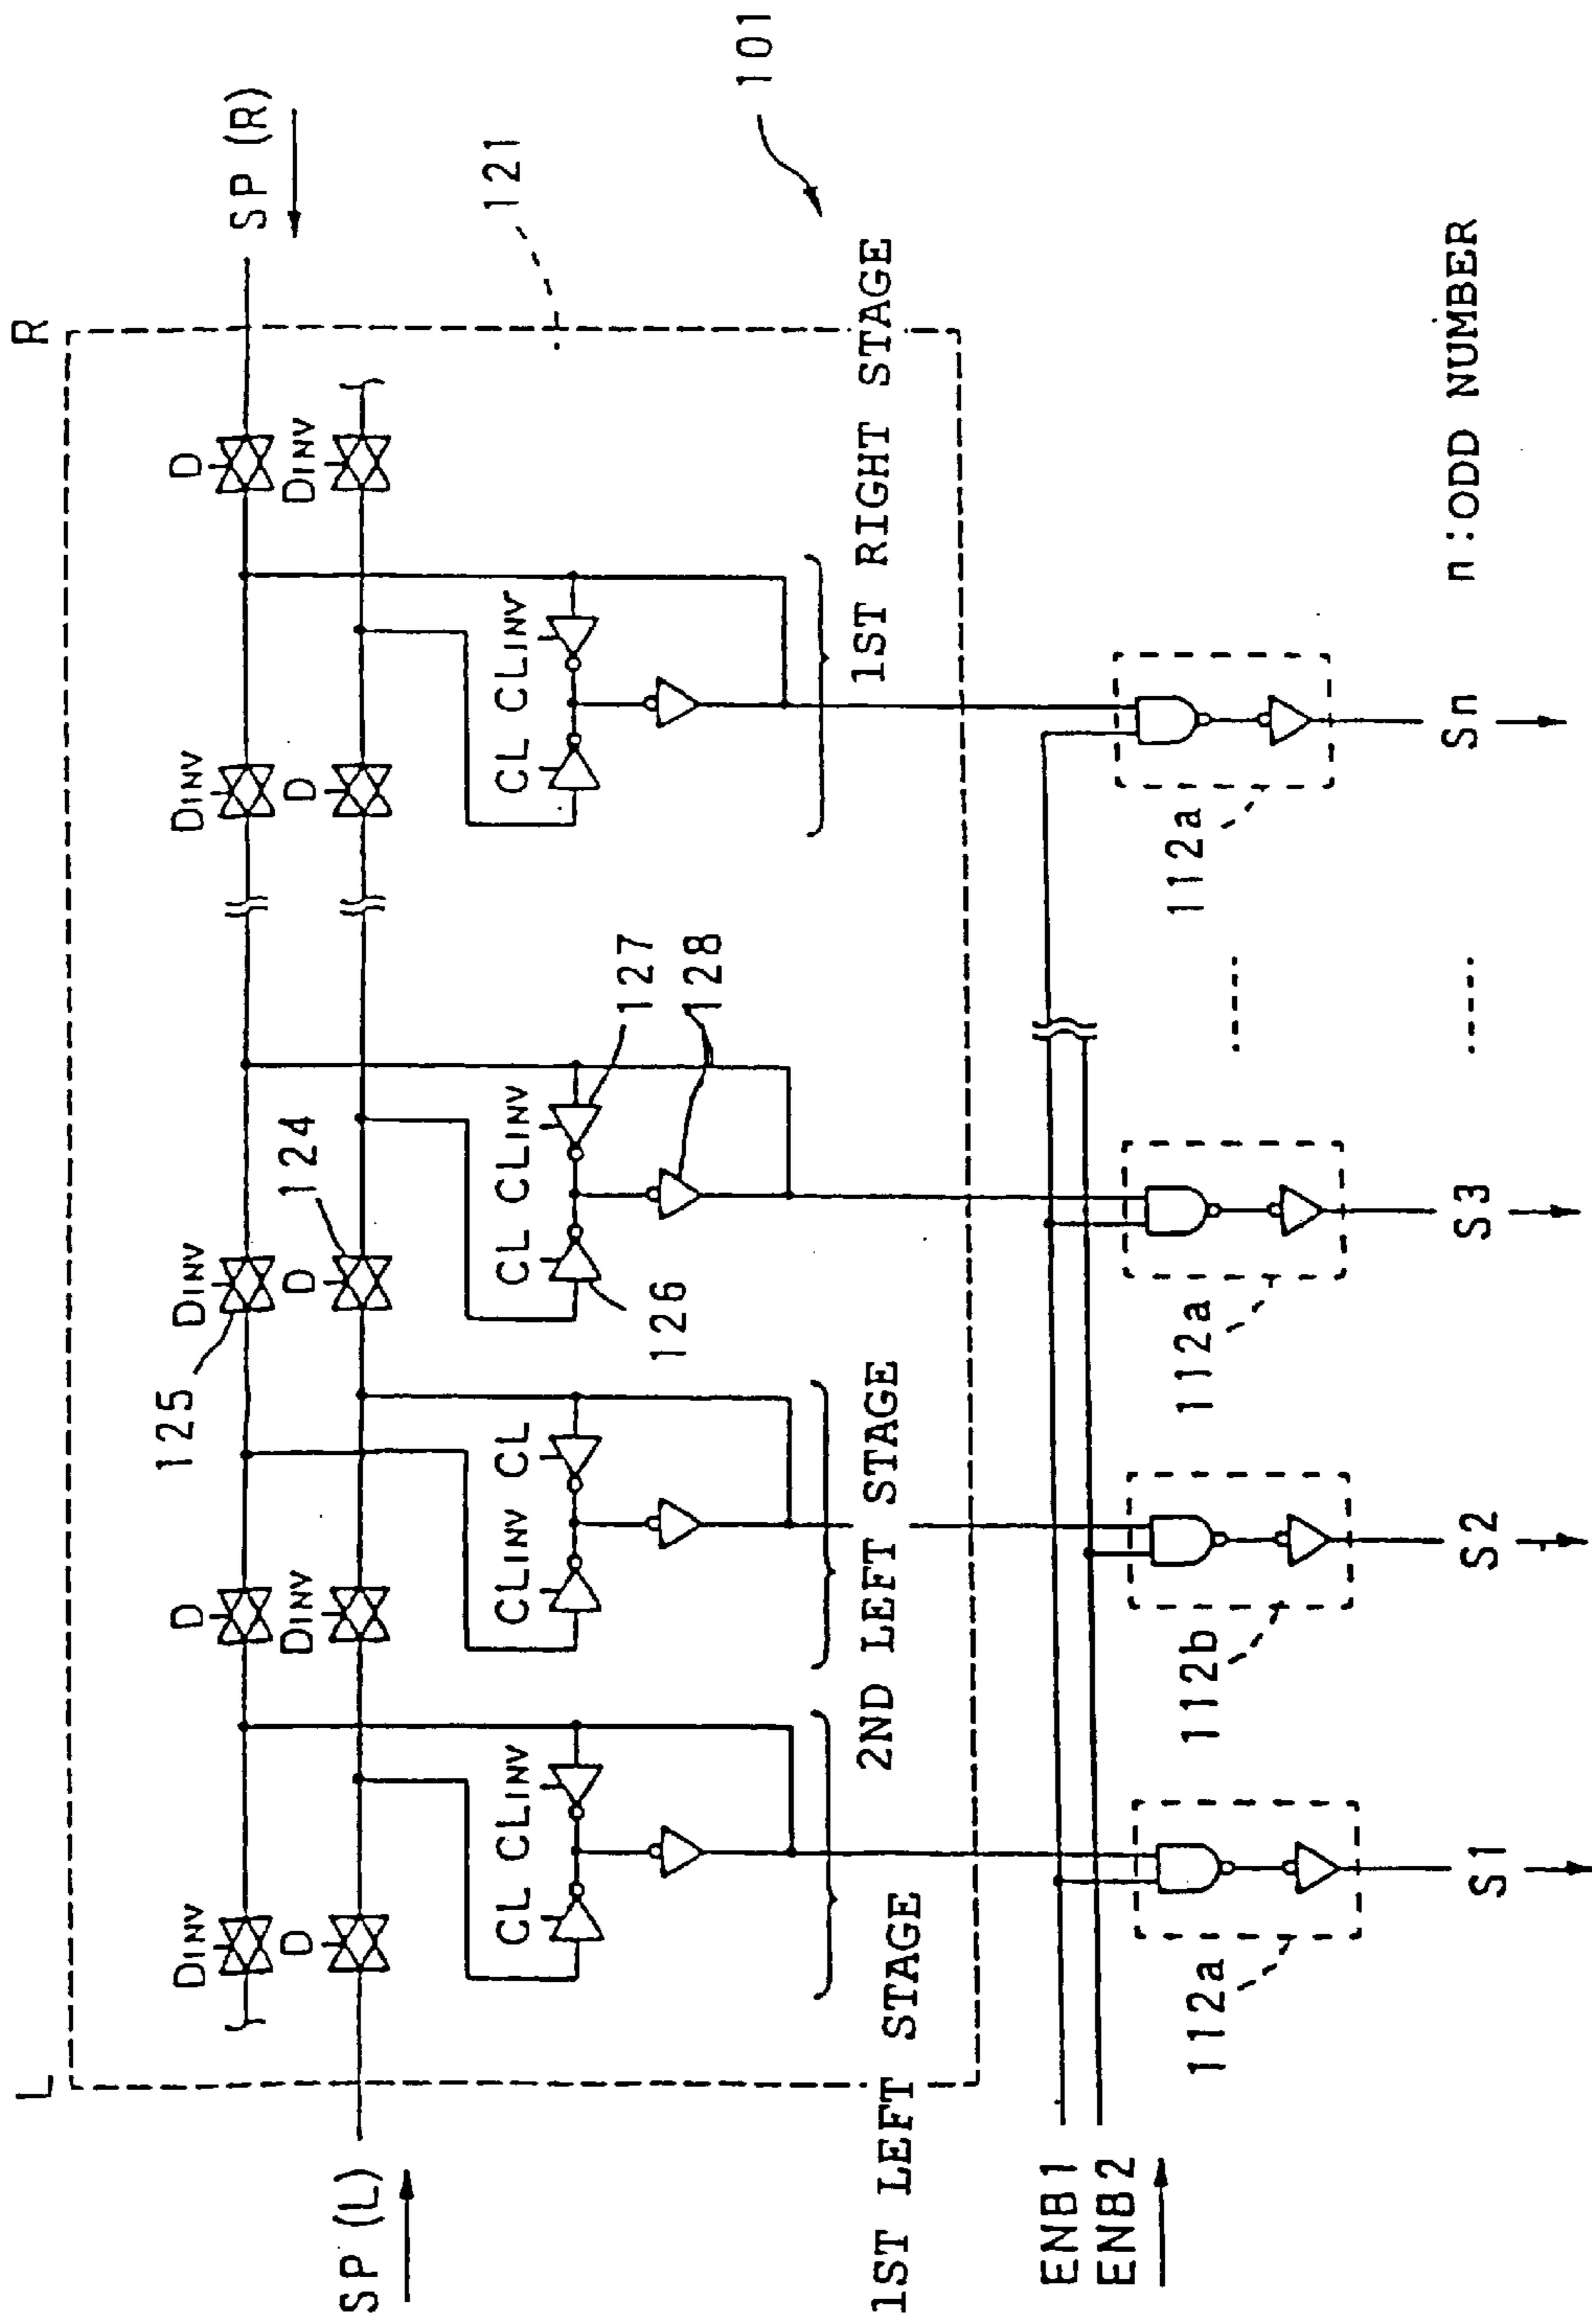 L
R
SP (R)
DINV
D
DINV
D
125
D
DINV
DINV
D
124
DINV
D
D
DINV
SP (L)
121
CL CLINV
CLINV CL
CL CLINV
CL CLINV
126
127
128
101
1ST LEFT STAGE
2ND LEFT STAGE
1ST RIGHT STAGE
ENB1
ENB2
112a
112b
112a
112a
S1
S2
S3
Sn
n:ODD NUMBER